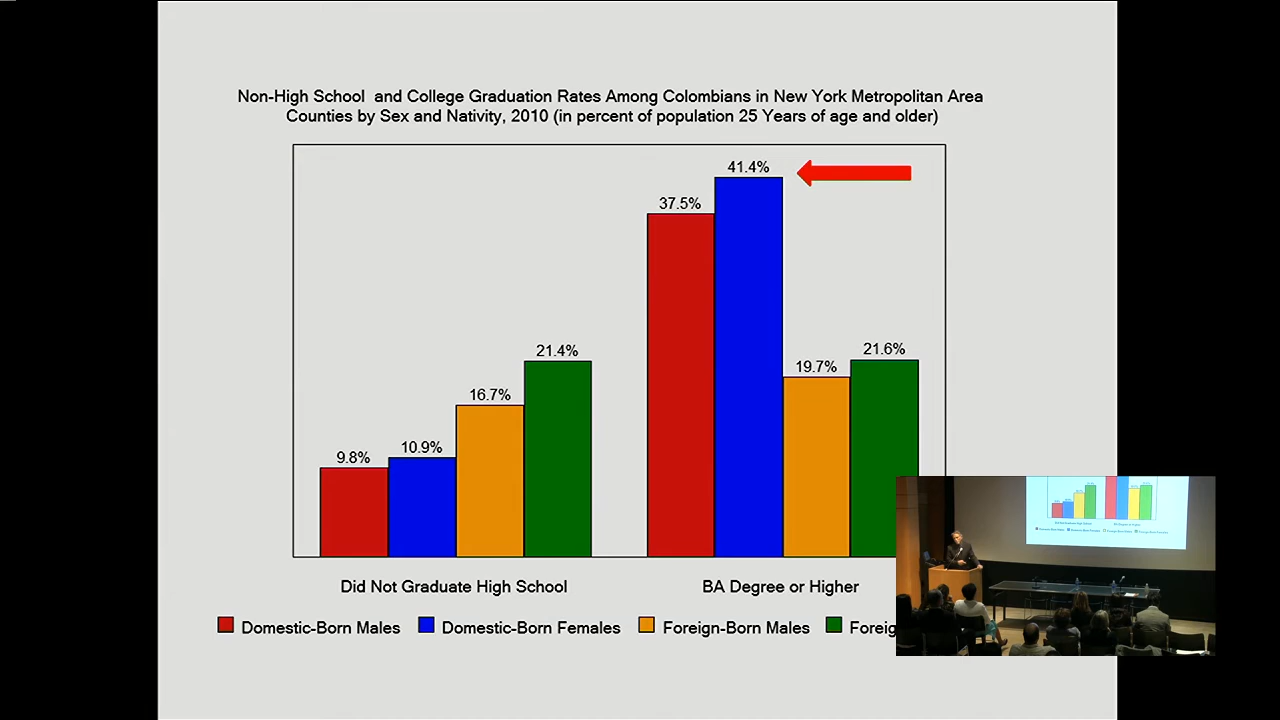 Non-High School and College Graduation Rates Among Colombians in New York Metropolitan Area
Counties by Sex and Nativity, 2010 (in percent of population 25 Years of age and older)
41.4%
37.5%
21.4%
21.6%
19.7%
16.7%
10.9%
9.8%
Did Not Graduate High School
BA Degree or Higher
Domestic-Born Males
Domestic-Born Females
Foreign-Born Males
Foreig